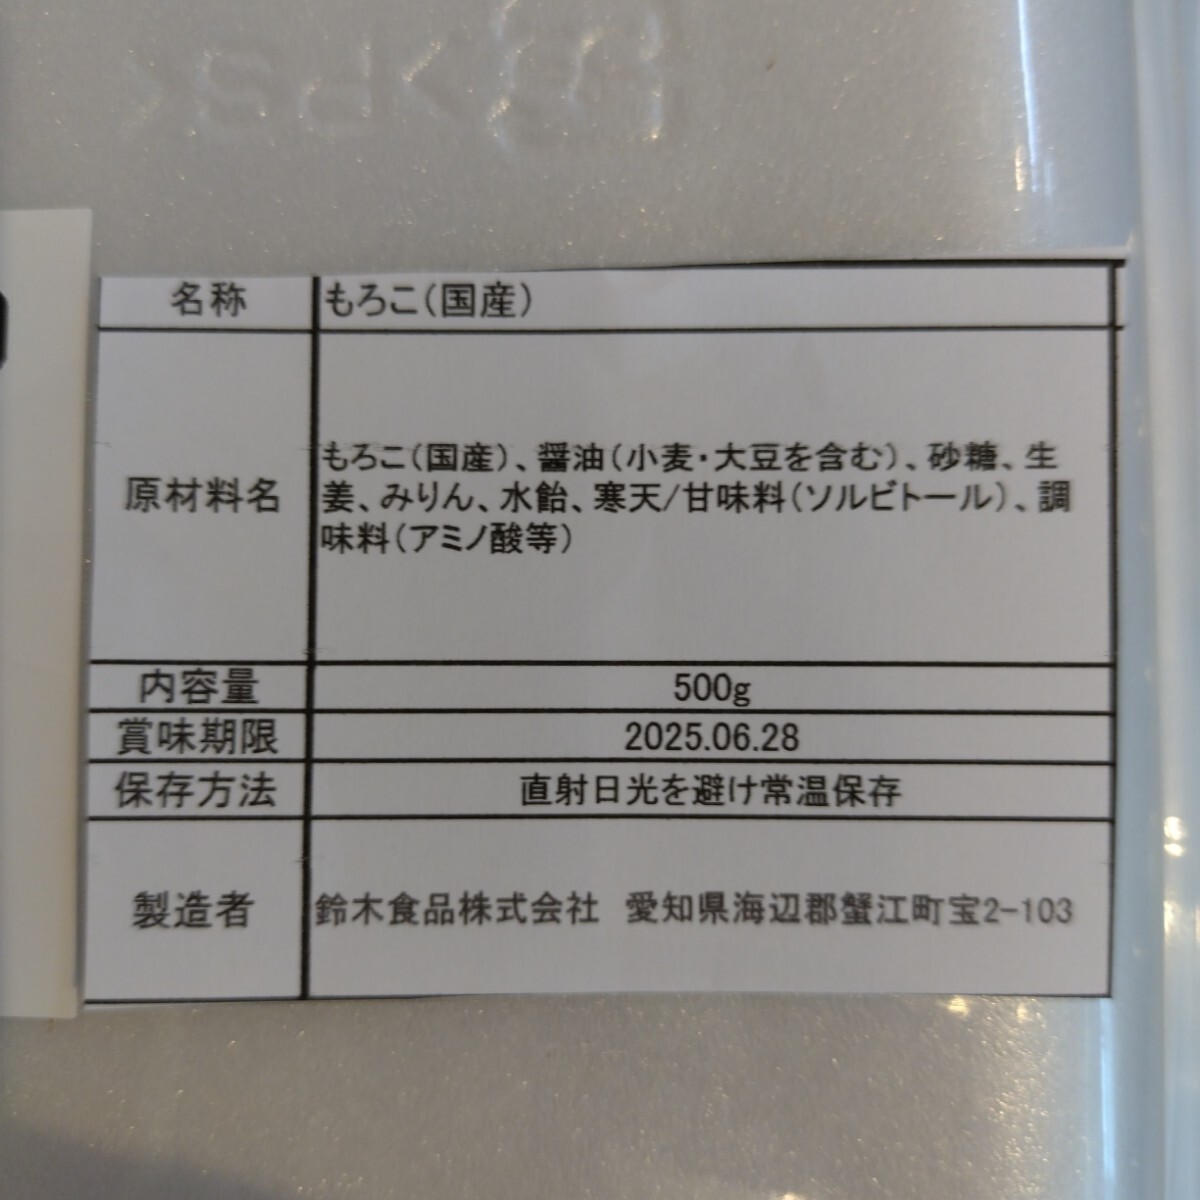 名称 もろこ(国産)
原材料名 もろこ(国産)、醤油(小麦・大豆を含む)、砂糖、生
姜、みりん、水飴、寒天/甘味料(ソルビトール)、調
味料(アミノ酸等)
内容量 500g
賞味期限 2025.06.28
保存方法 直射日光を避け常温保存
製造者 鈴木食品株式会社 愛知県海辺郡蟹江町宝2-103